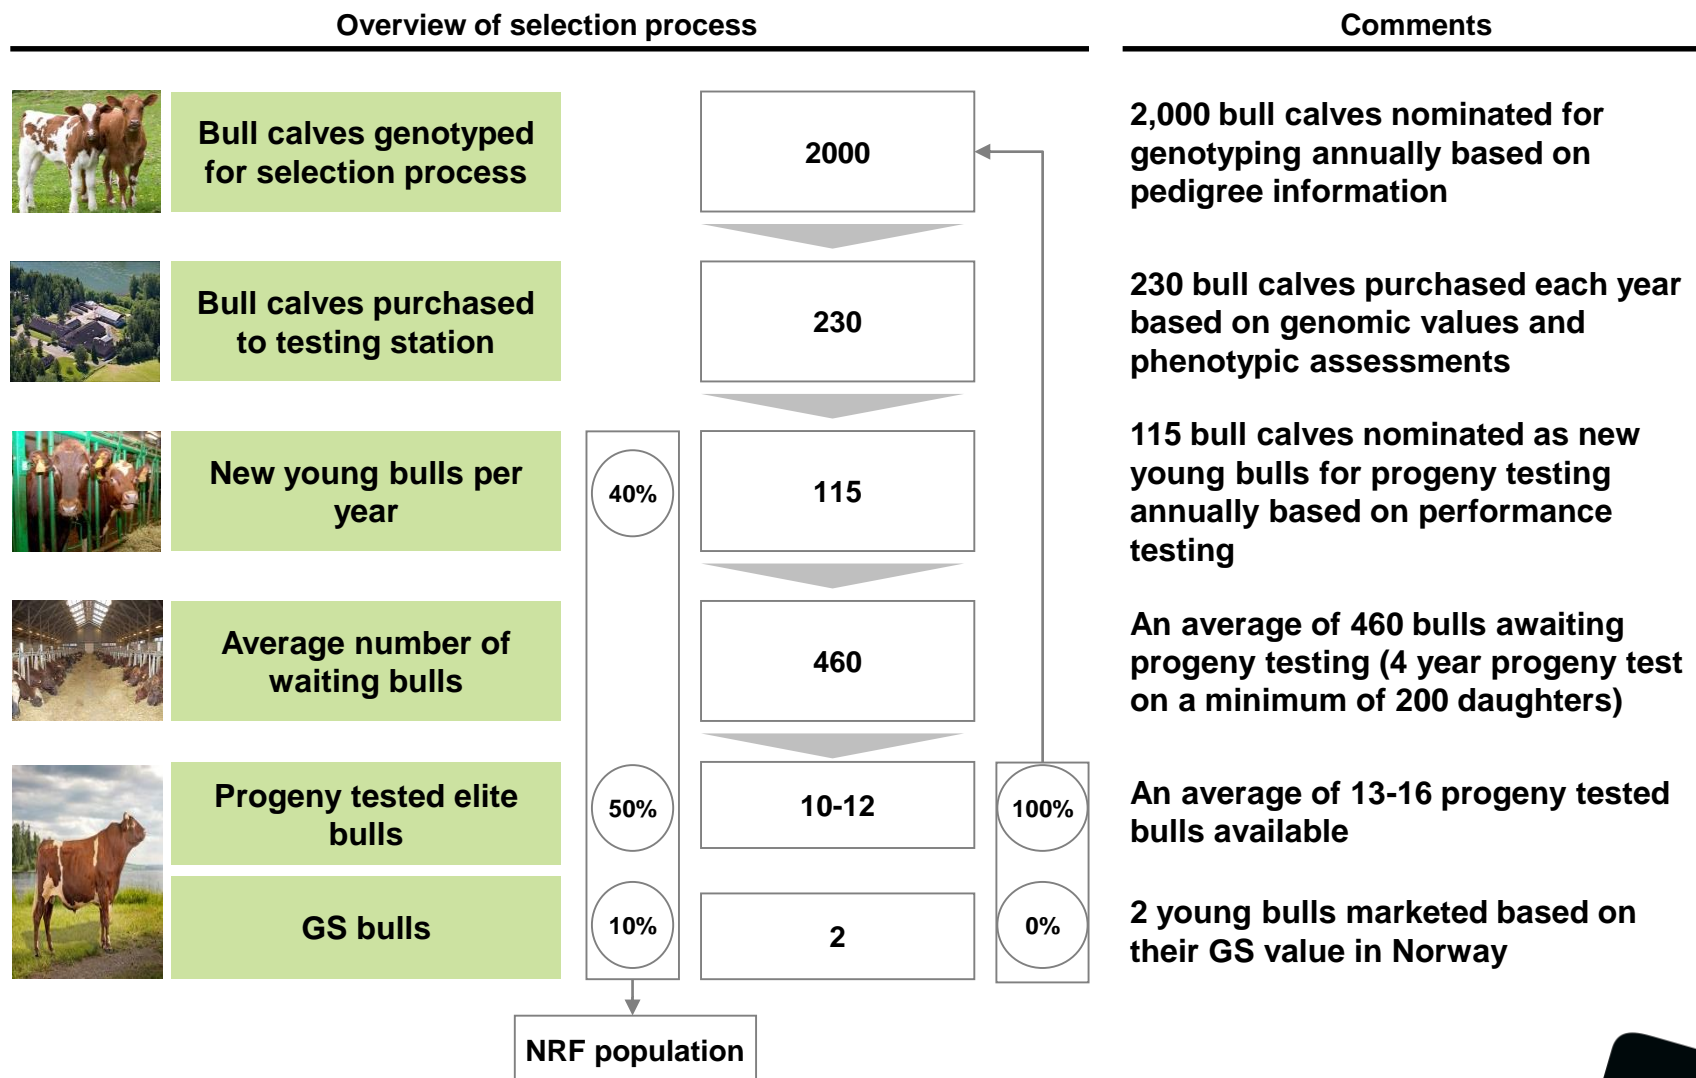 Overview of selection process
Comments
Bull calves genotyped
for selection process
2000
2,000 bull calves nominated for
genotyping annually based on
pedigree information
Bull calves purchased
to testing station
230
230 bull calves purchased each year
based on genomic values and
phenotypic assessments
New young bulls per
year
40%
115
115 bull calves nominated as new
young bulls for progeny testing
annually based on performance
testing
Average number of
waiting bulls
460
An average of 460 bulls awaiting
progeny testing (4 year progeny test
on a minimum of 200 daughters)
Progeny tested elite
bulls
50%
10-12
100%
An average of 13-16 progeny tested
bulls available
GS bulls
10%
2
0%
2 young bulls marketed based on
their GS value in Norway
NRF population